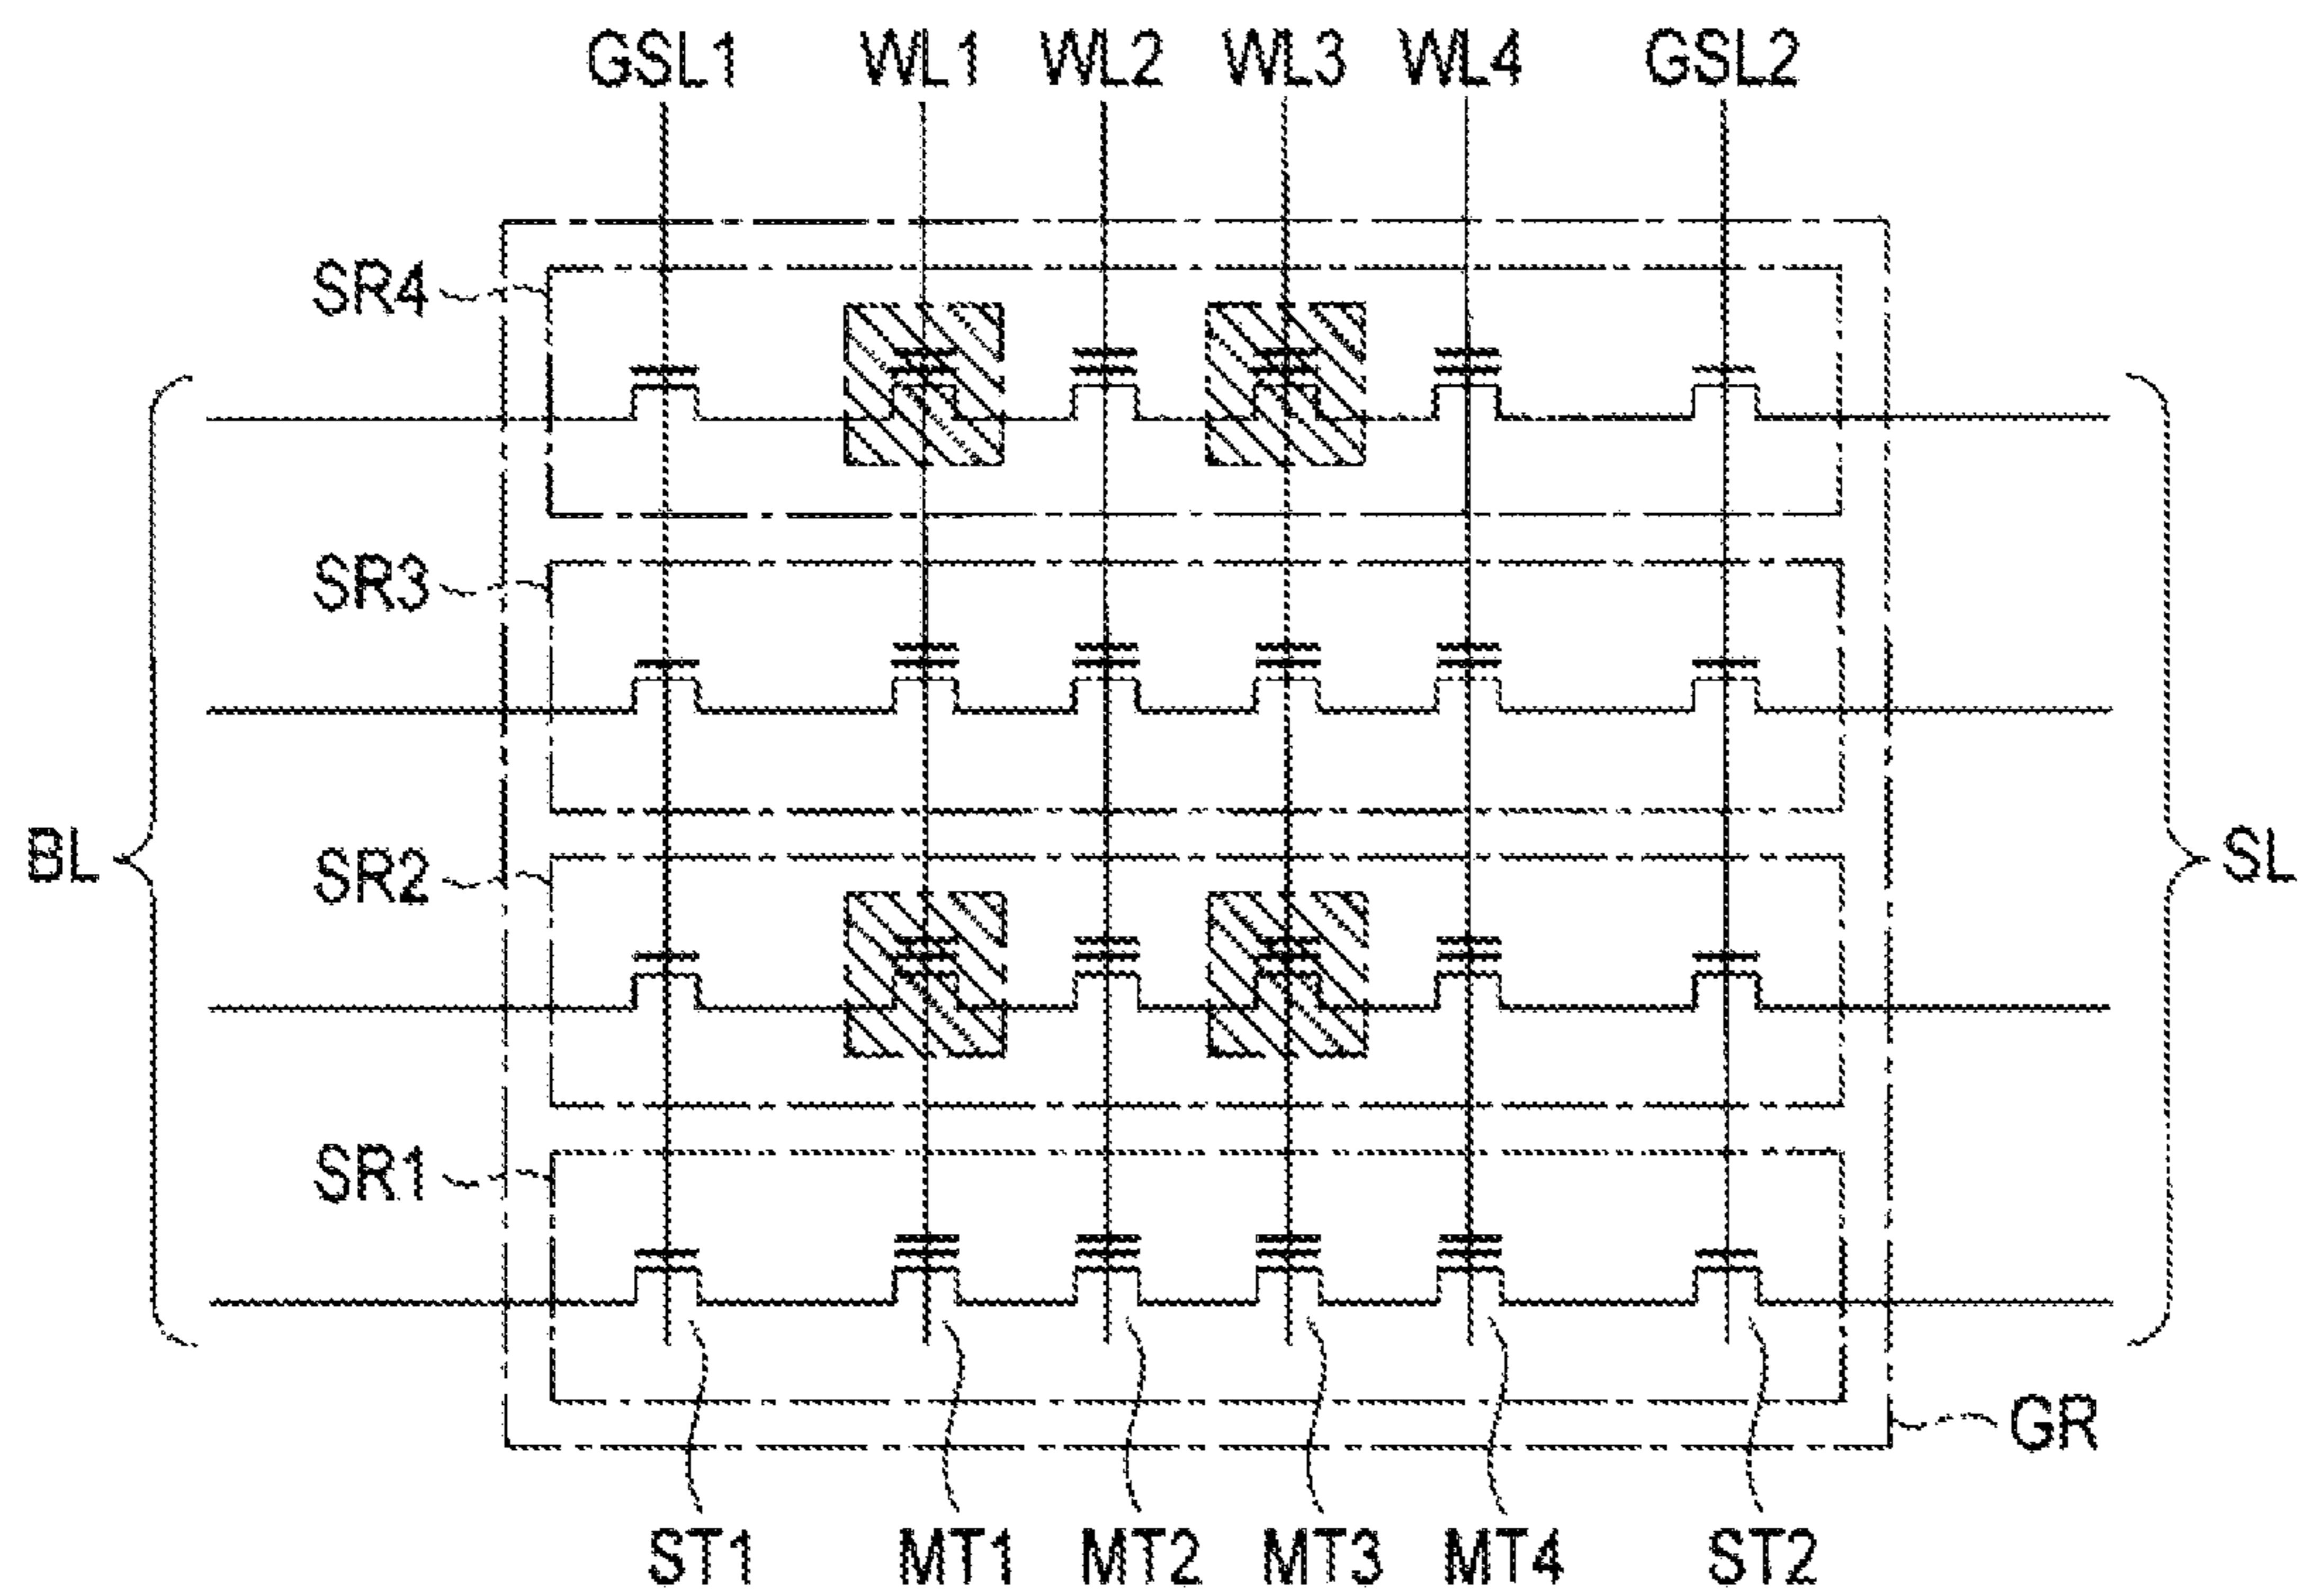 GSL1 WL1 WL2 WL3 WL4 GSL2
SR4
SR3
BL SR2 SL
SR1
GR
ST1 MT1 MT2 MT3 MT4 ST2